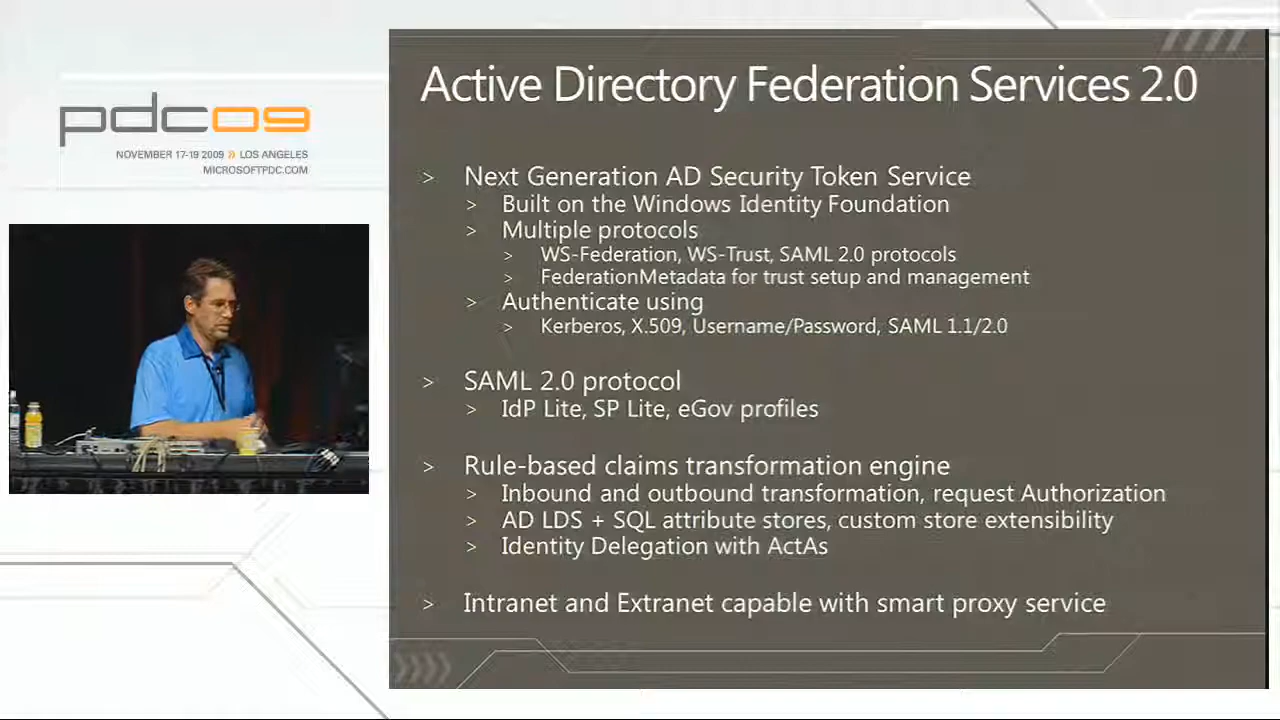 pdc09
NOVEMBER 17-19 2009 » LOS ANGELES
MICROSOFTPDC.COM
Active Directory Federation Services 2.0
> Next Generation AD Security Token Service
> Built on the Windows Identity Foundation
> Multiple protocols
> WS-Federation, WS-Trust, SAML 2.0 protocols
> FederationMetadata for trust setup and management
> Authenticate using
> Kerberos, X.509, Username/Password, SAML 1.1/2.0
> SAML 2.0 protocol
> IdP Lite, SP Lite, eGov profiles
> Rule-based claims transformation engine
> Inbound and outbound transformation, request Authorization
> AD LDS + SQL attribute stores, custom store extensibility
> Identity Delegation with ActAs
> Intranet and Extranet capable with smart proxy service